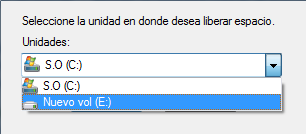 Seleccione la unidad en donde desea liberar espacio.
Unidades:
S.O (C:)
S.O (C:)
Nuevo vol (E:)